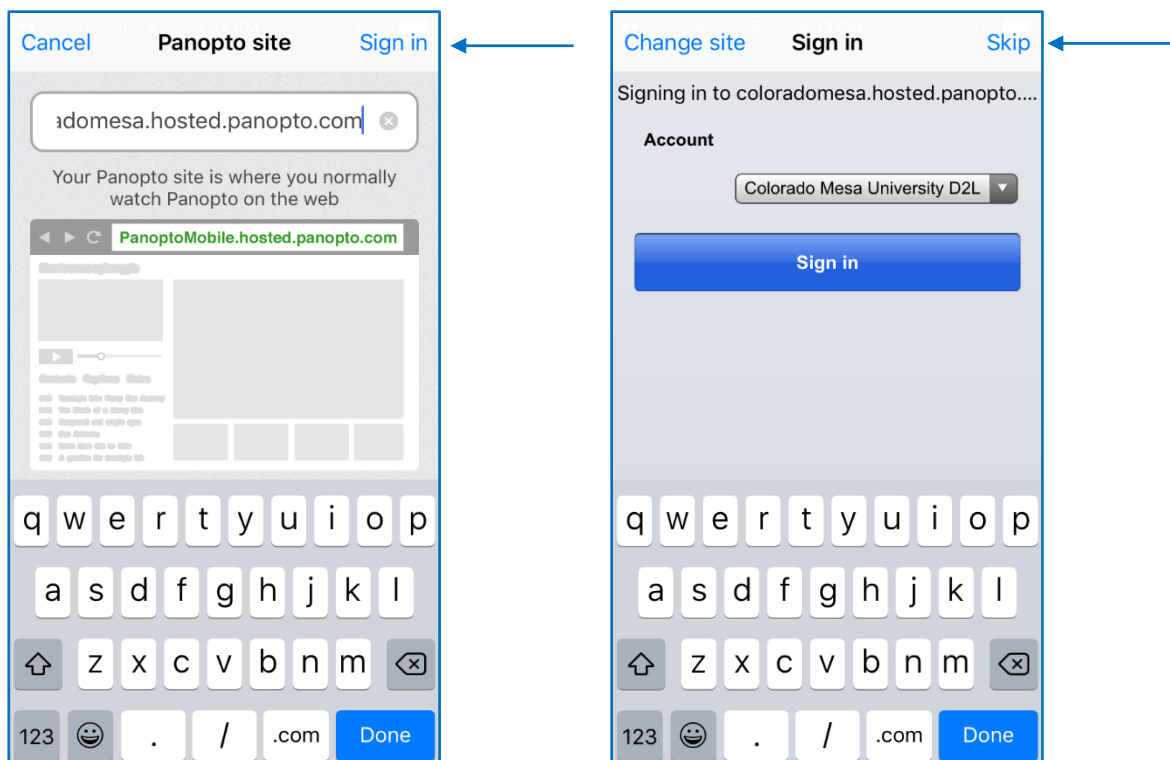 Cancel Panopto site Sign in
adomesa.hosted.panopto.com
Your Panopto site is where you normally
watch Panopto on the web
PanoptoMobile.hosted.panopto.com
q w e r t y u i o p
a s d f g h j k l
z x c v b n m
123 . / .com Done
Change site Sign in Skip
Signing in to coloradomesa.hosted.panopto....
Account
Colorado Mesa University D2L
Sign in
q w e r t y u i o p
a s d f g h j k l
z x c v b n m
123 . / .com Done